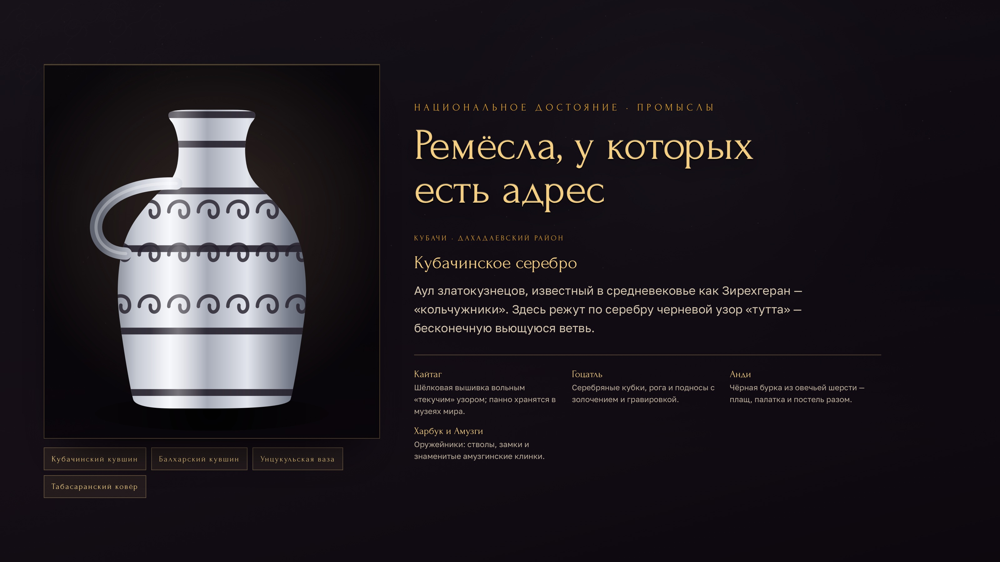 НАЦИОНАЛЬНОЕ ДОСТОЯНИЕ · ПРОМЫСЛЫ
Ремёсла, у которых
есть адрес
КУБАЧИ · ДАХАДАЕВСКИЙ РАЙОН
Кубачинское серебро
Аул златокузнецов, известный в средневековье как Зирехгеран —
«кольчужники». Здесь режут по серебру черневой узор «тутта» —
бесконечную вьющуюся ветвь.
Кайтаг
Шёлковая вышивка вольным
«текучим» узором; панно хранятся в
музеях мира.
Гоцатль
Серебряные кубки, рога и подносы с
золочением и гравировкой.
Анди
Чёрная бурка из овечьей шерсти —
плащ, палатка и постель разом.
Харбук и Амузги
Оружейники: стволы, замки и
знаменитые амузгинские клинки.
Кубачинский кувшин
Балхарский кувшин
Унцукульская ваза
Табасаранский ковёр